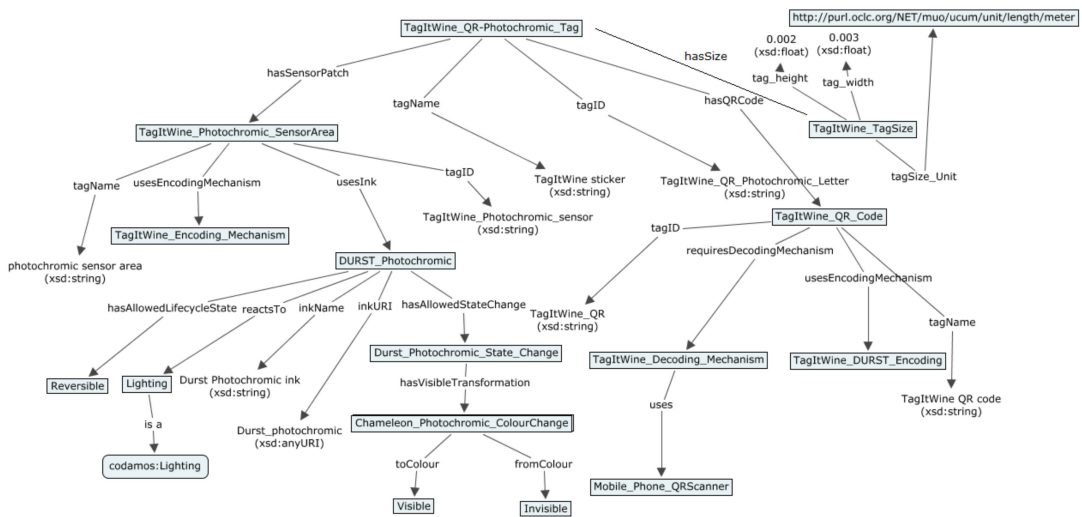 http://purl.oclc.org/NET/muo/ucum/unit/length/meter
TagItWine_QR-Photochromic_Tag
0.002
(xsd:float)
0.003
(xsd:float)
hasSize
hasSensorPatch
tag_height
tag_width
tagName
tagID
hasQRCode
TagItWine_Photochromic_SensorArea
TagItWine_TagSize
tagName
usesEncodingMechanism
usesInk
tagID
TagItWine sticker
(xsd:string)
TagItWine_QR_Photochromic_Letter
(xsd:string)
tagSize_Unit
TagItWine_Photochromic_sensor
(xsd:string)
TagItWine_QR_Code
TagItWine_Encoding_Mechanism
tagID
requiresDecodingMechanism
photochromic sensor area
(xsd:string)
DURST_Photochromic
usesEncodingMechanism
hasAllowedLifecycleState
reactsTo
inkName
inkURI
hasAllowedStateChange
TagItWine_QR
(xsd:string)
tagName
Durst_Photochromic_State_Change
TagItWine_Decoding_Mechanism
TagItWine_DURST_Encoding
Reversible
Lighting
Durst Photochromic ink
(xsd:string)
hasVisibleTransformation
uses
TagItWine QR code
(xsd:string)
is a
Durst_photochromic
(xsd:anyURI)
Chameleon_Photochromic_ColourChange
codamos:Lighting
toColour
fromColour
Mobile_Phone_QRScanner
Visible
Invisible